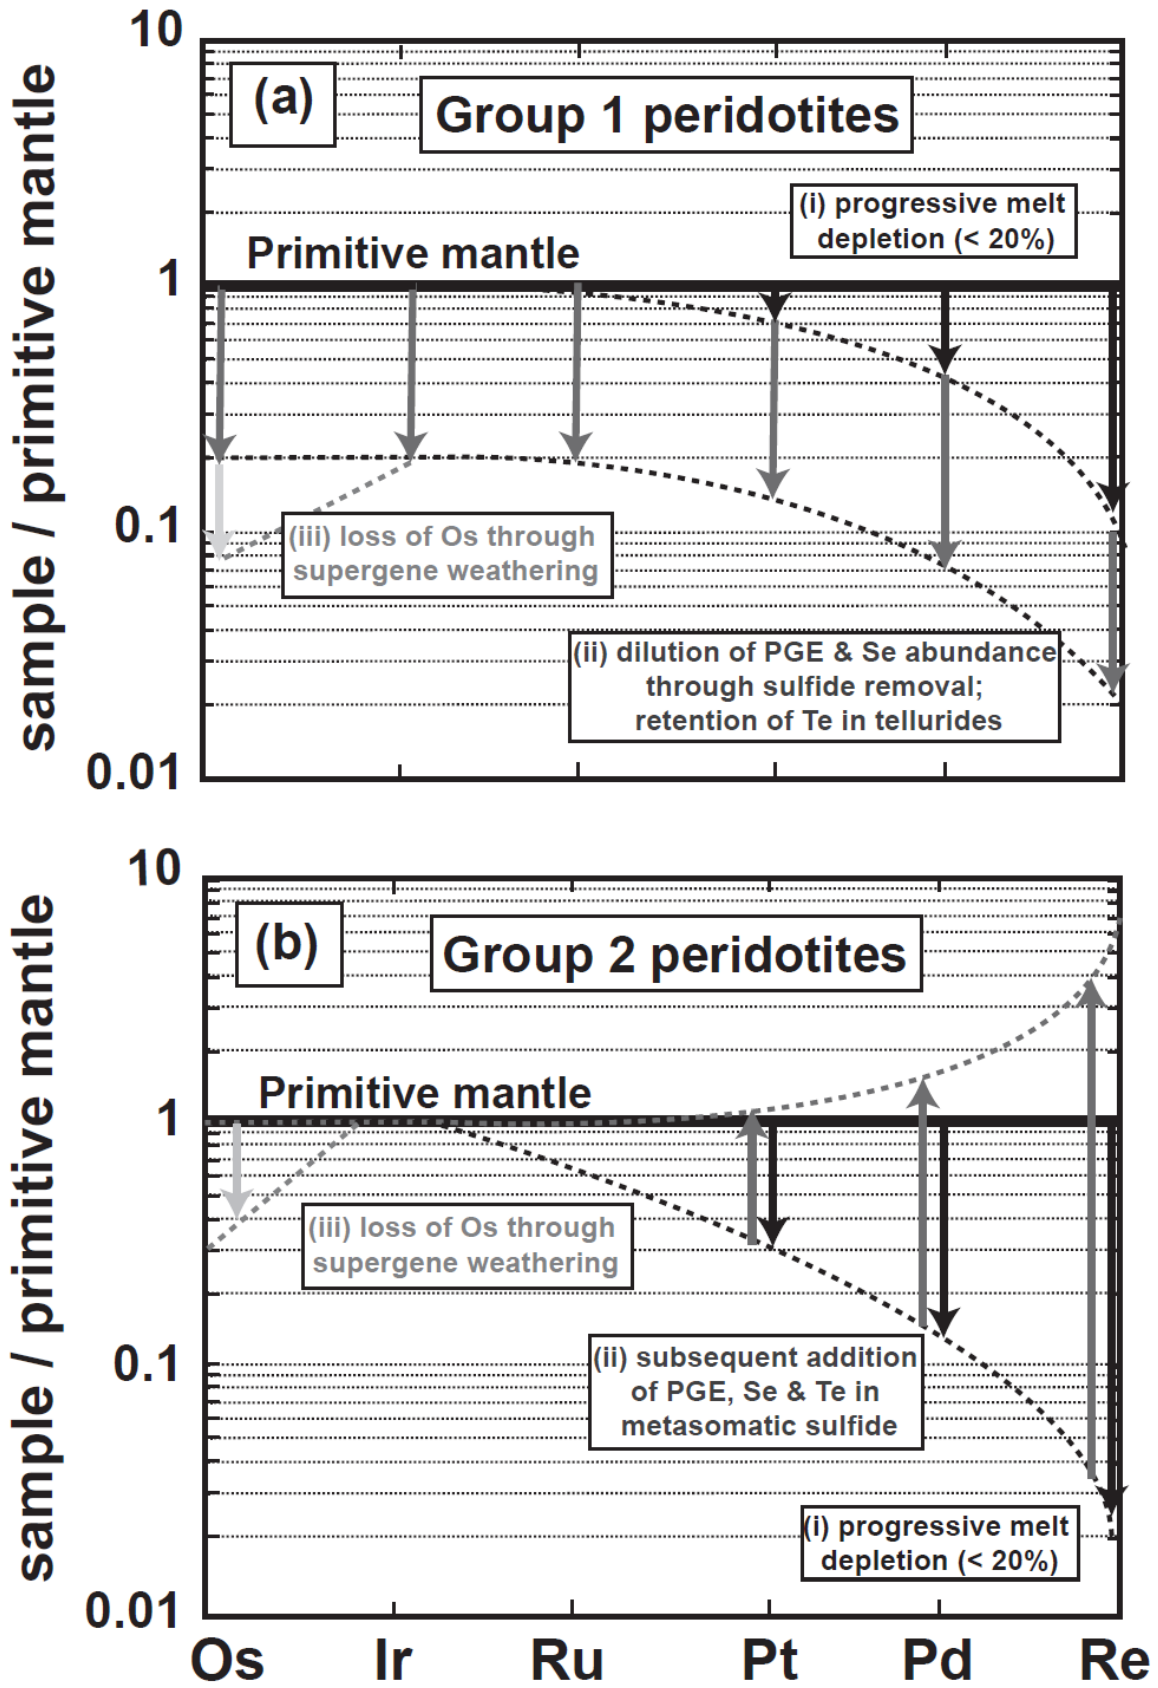 sample / primitive mantle
10
1
0.1
0.01
(a)
Group 1 peridotites
(i) progressive melt
depletion (< 20%)
Primitive mantle
(iii) loss of Os through
supergene weathering
(ii) dilution of PGE & Se abundance
through sulfide removal;
retention of Te in tellurides
sample / primitive mantle
10
1
0.1
0.01
(b)
Group 2 peridotites
Primitive mantle
(iii) loss of Os through
supergene weathering
(ii) subsequent addition
of PGE, Se & Te in
metasomatic sulfide
(i) progressive melt
depletion (< 20%)
Os Ir Ru Pt Pd Re